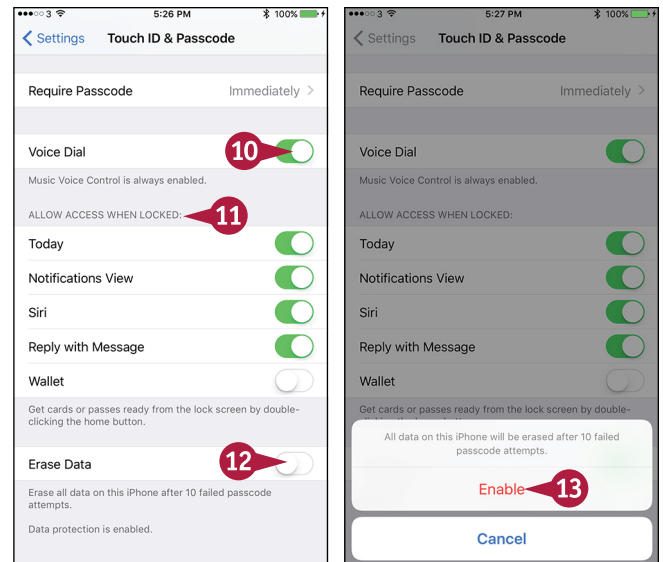 3 5:26 PM 100%
Settings Touch ID & Passcode
Require Passcode Immediately
Voice Dial 10
Music Voice Control is always enabled.
ALLOW ACCESS WHEN LOCKED: 11
Today
Notifications View
Siri
Reply with Message
Wallet
Get cards or passes ready from the lock screen by double-
clicking the home button.
Erase Data 12
Erase all data on this iPhone after 10 failed passcode
attempts.
Data protection is enabled.
3 5:27 PM 100%
Settings Touch ID & Passcode
Require Passcode Immediately
Voice Dial
Music Voice Control is always enabled.
ALLOW ACCESS WHEN LOCKED:
Today
Notifications View
Siri
Reply with Message
Wallet
Get cards or passes ready from the lock screen by double-
All data on this iPhone will be erased after 10 failed
passcode attempts.
Enable 13
Cancel